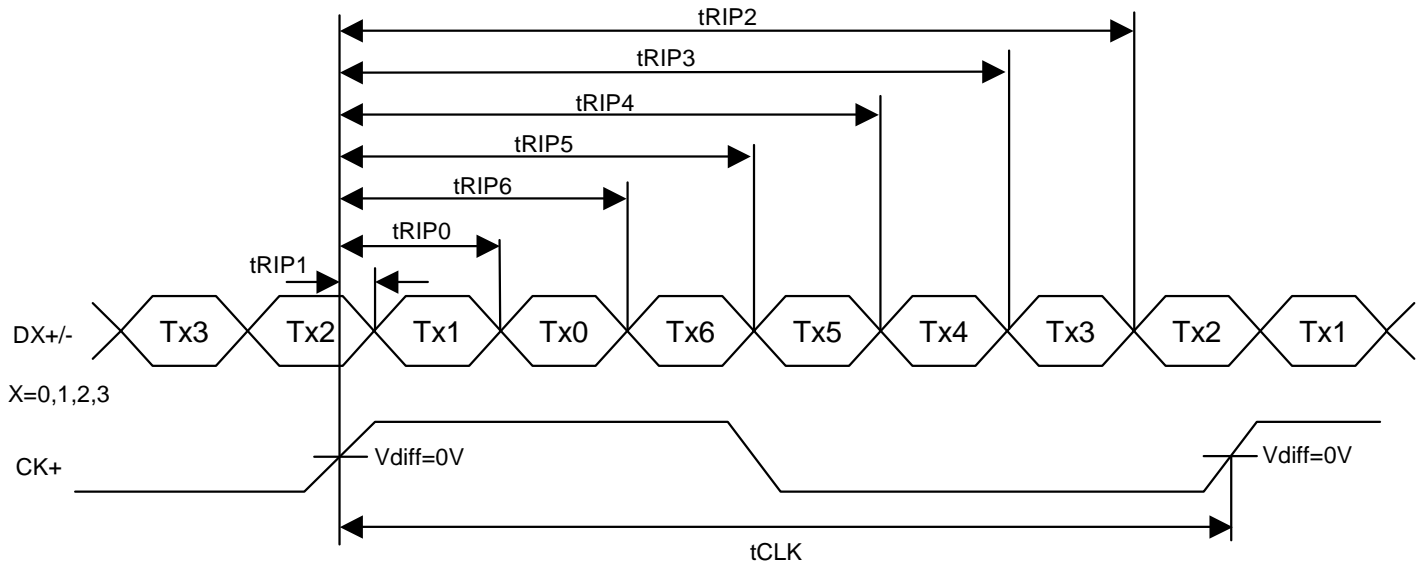 tRIP2
tRIP3
tRIP4
tRIP5
tRIP6
tRIP0
tRIP1
DX+/- Tx3 Tx2 Tx1 Tx0 Tx6 Tx5 Tx4 Tx3 Tx2 Tx1
X=0,1,2,3
CK+ Vdiff=0V Vdiff=0V
tCLK